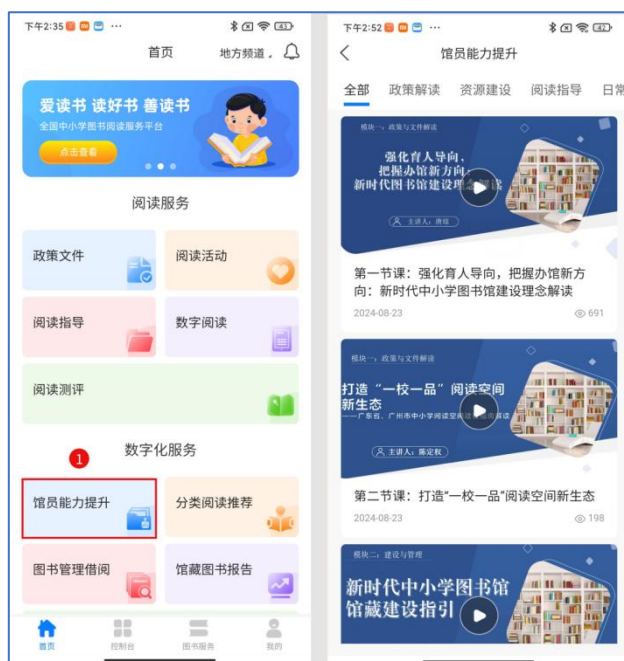 下午2:35
首页
地方频道
爱读书 读好书 善读书
全国中小学图书阅读服务平台
点击查看
阅读服务
政策文件
阅读活动
阅读指导
数字阅读
阅读测评
1
数字化服务
馆员能力提升
分类阅读推荐
图书管理借阅
馆藏图书报告
首页
控制台
图书服务
我的
下午2:52
馆员能力提升
全部 政策解读 资源建设 阅读指导 日常
模块一:政策与文件解读
强化育人导向,
把握办馆新方向:
新时代图书馆建设理念解读
主讲人:
第一节课:强化育人导向,把握办馆新方
向:新时代中小学图书馆建设理念解读
2024-08-23
691
模块一:政策与文件解读
打造“一校一品”阅读空间
新生态
——广东省、广州市中小学阅读空间
主讲人:陈定权
第二节课:打造“一校一品”阅读空间新生态
2024-08-23
198
模块二:建设与管理
新时代中小学图书馆
馆藏建设指引